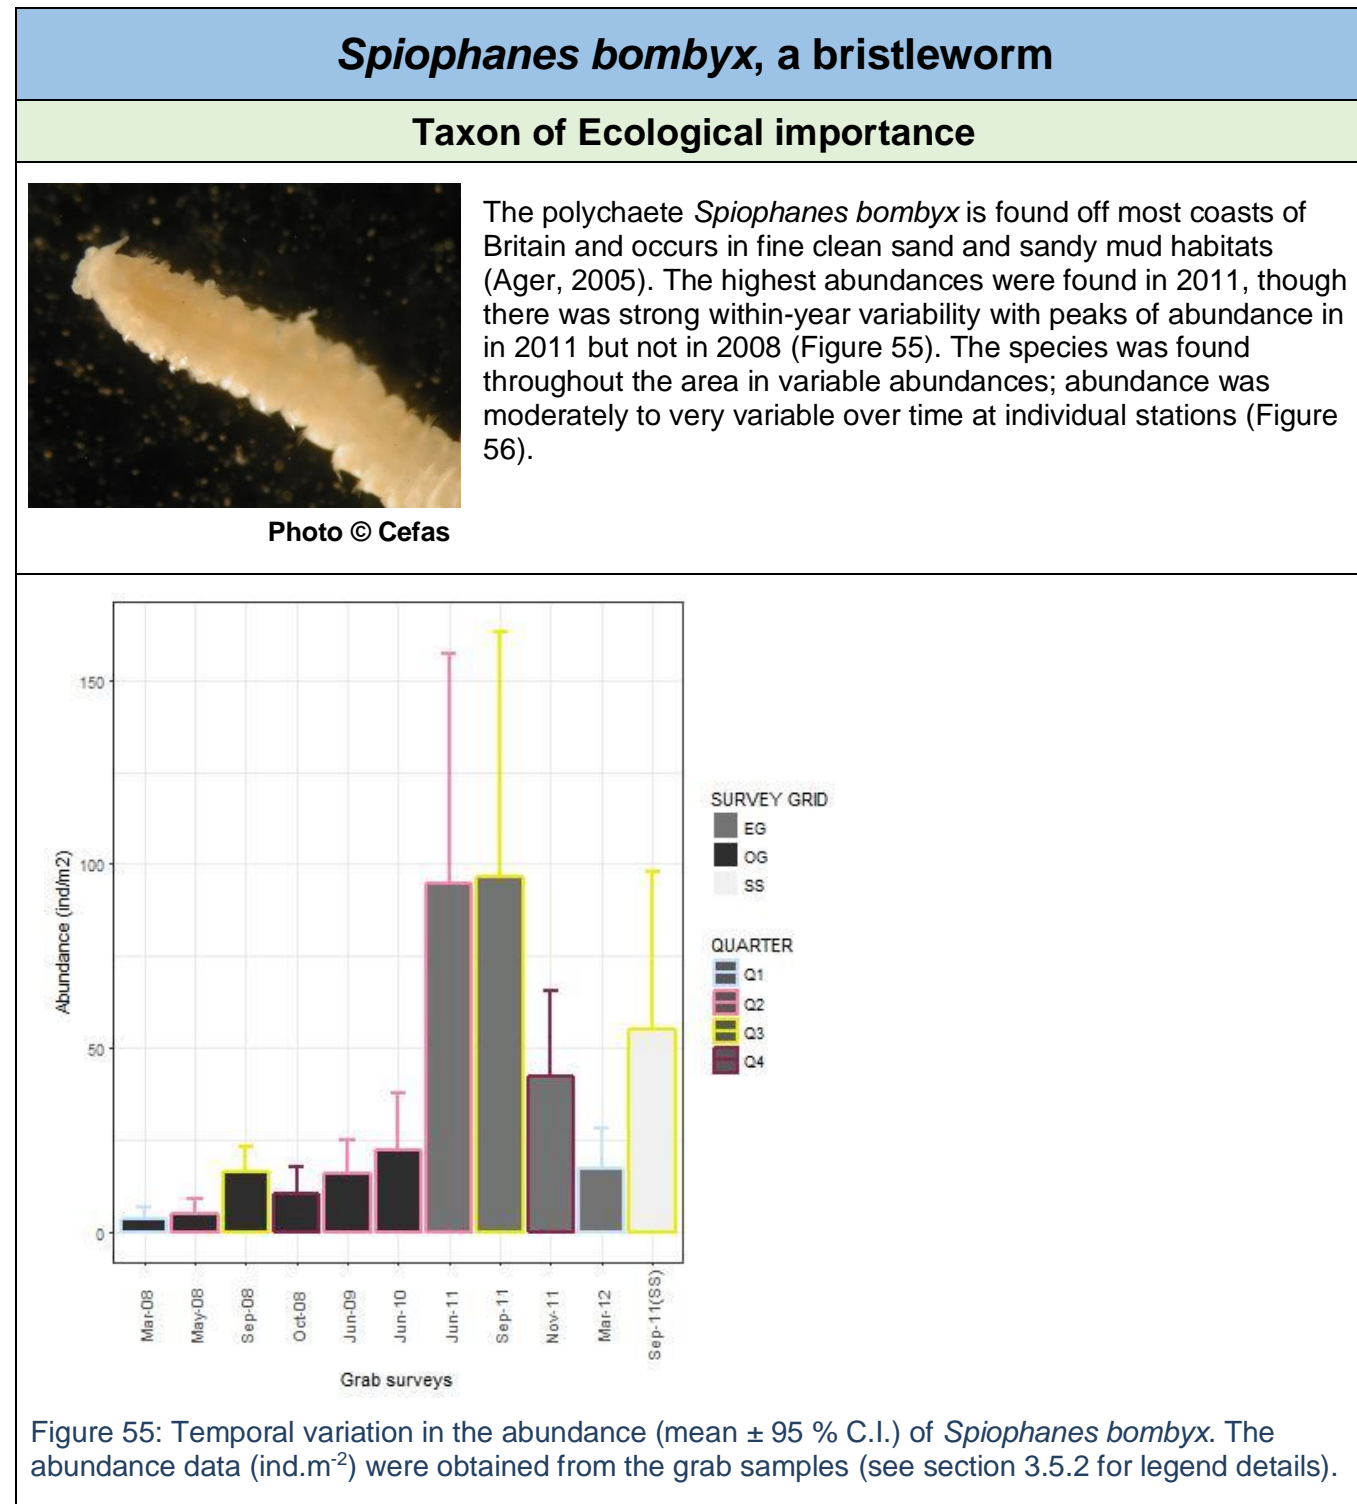 Spiophanes bombyx, a bristleworm
Taxon of Ecological importance
The polychaete Spiophanes bombyx is found off most coasts of
Britain and occurs in fine clean sand and sandy mud habitats
(Ager, 2005). The highest abundances were found in 2011, though
there was strong within-year variability with peaks of abundance in
in 2011 but not in 2008 (Figure 55). The species was found
throughout the area in variable abundances; abundance was
moderately to very variable over time at individual stations (Figure
56).
Photo © Cefas
150
100
50
0
Abundance (ind/m2)
Mar-08
May-08
Sep-08
Oct-08
Jun-09
Jun-10
Jun-11
Sep-11
Nov-11
Mar-12
Sep-11(SS)
Grab surveys
SURVEY GRID
EG
OG
SS
QUARTER
Q1
Q2
Q3
Q4
Figure 55: Temporal variation in the abundance (mean ± 95 % C.I.) of Spiophanes bombyx. The
abundance data (ind.m-2) were obtained from the grab samples (see section 3.5.2 for legend details).